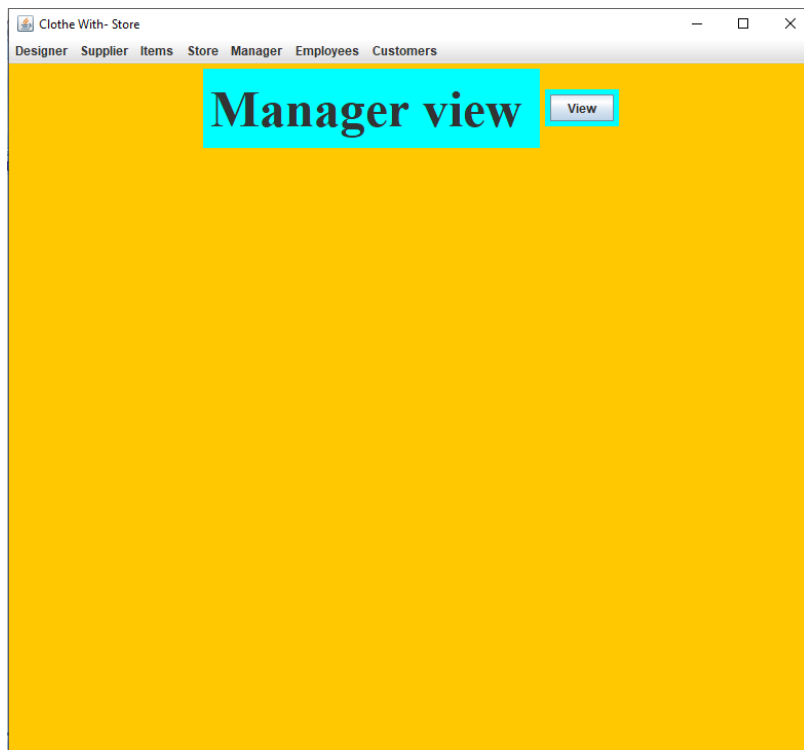 Clothe With- Store
Designer Supplier Items Store Manager Employees Customers
Manager view View